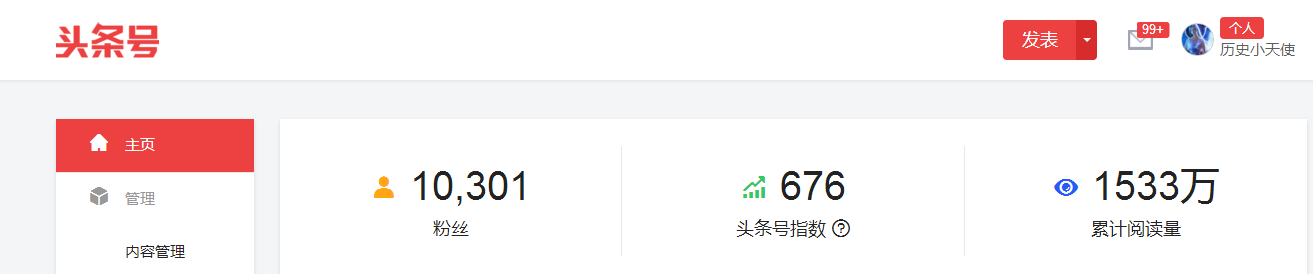 头条号
发表
99+
个人
历史小天使
主页
管理
内容管理
10,301
粉丝
676
头条号指数
1533万
累计阅读量